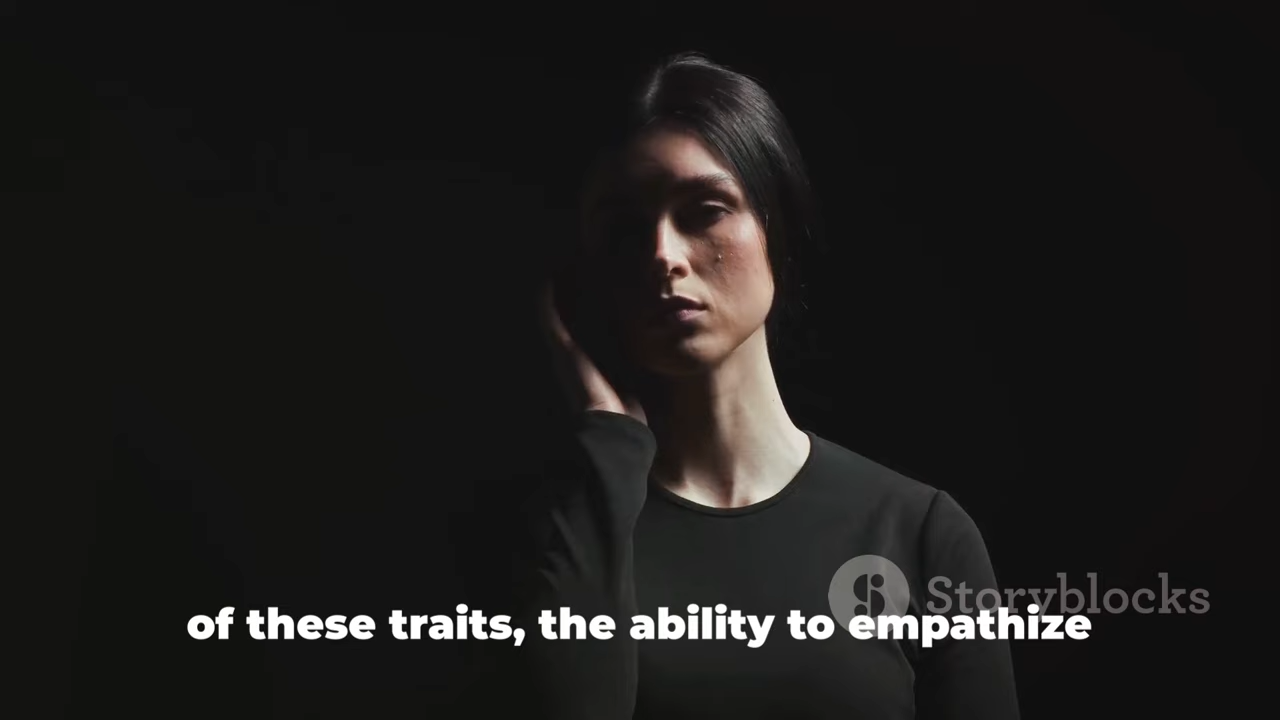 Storyblocks
of these traits, the ability to empathize